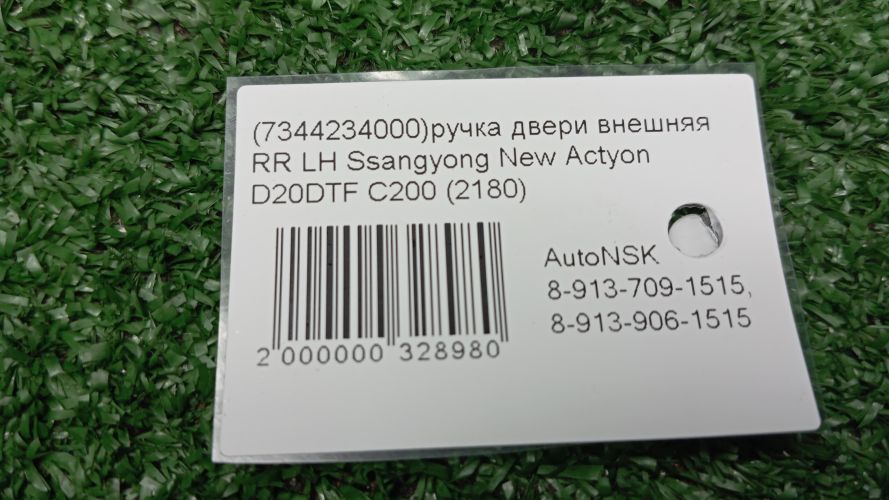 (7344234000)ручка двери внешняя
RR LH Ssangyong New Actyon
D20DTF C200 (2180)
AutoNSK
8-913-709-1515,
8-913-906-1515
2 000000 328980